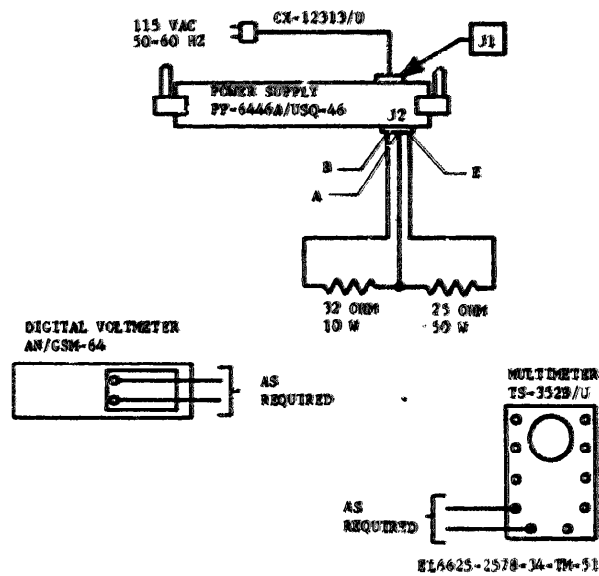 115 VAC
50-60 HZ
CX-12313/U
J1
POWER SUPPLY
PP-6446A/USQ-46
J2
B
A
E
32 OHM
10 W
25 OHM
50 W
DIGITAL VOLTMETER
AN/GSM-64
AS
REQUIRED
MULTIMETER
TS-352B/U
AS
REQUIRED
EL6625-2578-34-TM-51